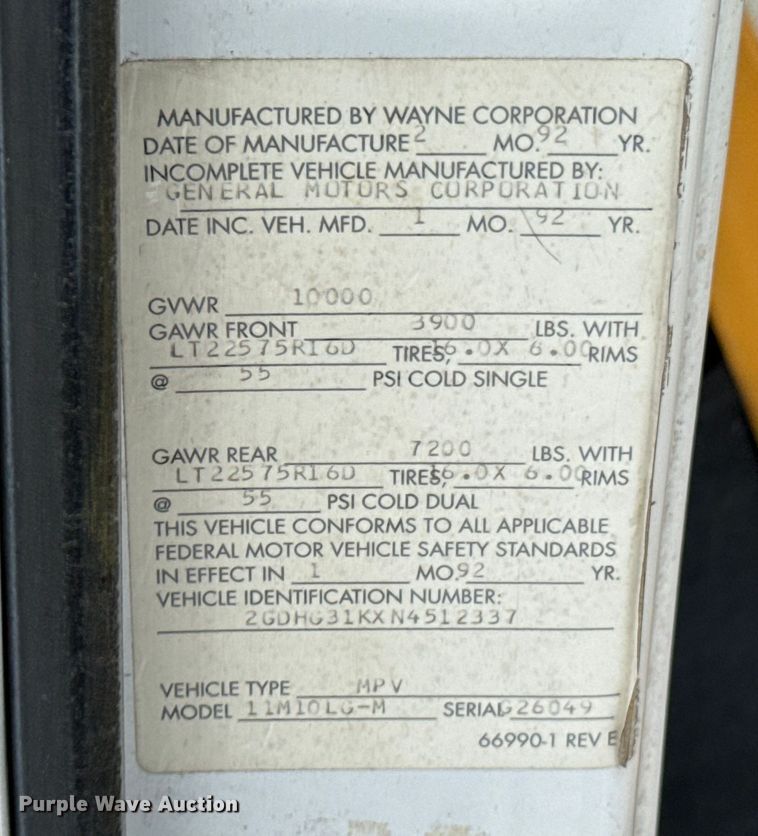 MANUFACTURED BY WAYNE CORPORATION
DATE OF MANUFACTURE 2 MO. 92 YR.
INCOMPLETE VEHICLE MANUFACTURED BY:
GENERAL MOTORS CORPORATION
DATE INC. VEH. MFD. 1 MO. 92 YR.
GVWR 10000
GAWR FRONT 3900 LBS. WITH
LT22575R16D TIRES, 16.0X 6.00 RIMS
@ 55 PSI COLD SINGLE
GAWR REAR 7200 LBS. WITH
LT22575R16D TIRES, 16.0X 6.00 RIMS
@ 55 PSI COLD DUAL
THIS VEHICLE CONFORMS TO ALL APPLICABLE
FEDERAL MOTOR VEHICLE SAFETY STANDARDS
IN EFFECT IN 1 MO. 92 YR.
VEHICLE IDENTIFICATION NUMBER:
2GDHG31KXN4512337
VEHICLE TYPE MPV
MODEL 11M10LG-M SERIAL G26049
66990-1 REV E
Purple Wave Auction